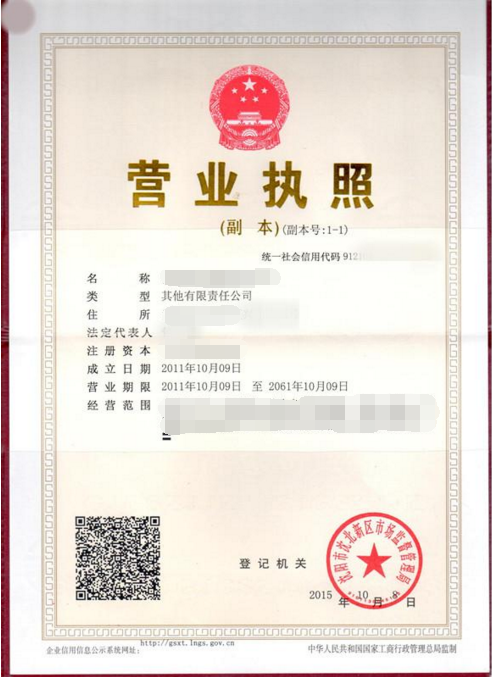 营业执照
(副 本)(副本号:1-1)
统一社会信用代码 912
名 称
类 型 其他有限责任公司
住 所
法定代表人
注册资本
成立日期 2011年10月09日
营业期限 2011年10月09日 至 2061年10月09日
经营范围
登记机关
沈阳市沈北新区市场监督管理局
2015 年 10 月 8 日
企业信用信息公示系统网址: http://gsxt.lngs.gov.cn
中华人民共和国国家工商行政管理总局监制